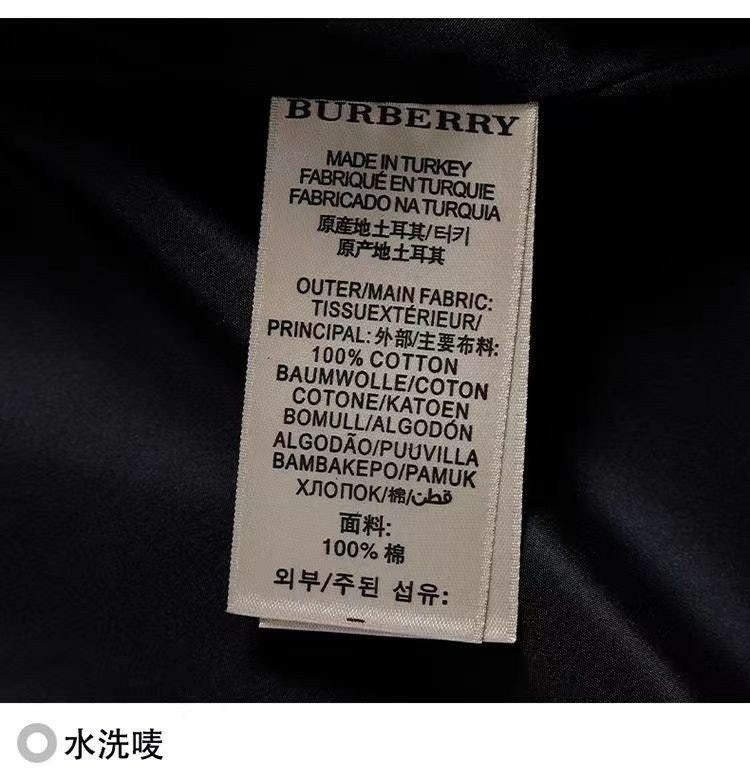 BURBERRY
MADE IN TURKEY
FABRIQUÉ EN TURQUIE
FABRICADO NA TURQUIA
原産地土耳其/터키
原产地土耳其
OUTER/MAIN FABRIC:
TISSUEXTÉRIEUR/
PRINCIPAL:外部/主要布料:
100% COTTON
BAUMWOLLE/COTON
COTONE/KATOEN
BOMULL/ALGODÓN
ALGODÃO/PUUVILLA
BAMBAKEPO/PAMUK
ХЛОПОК/棉/قطن
面料:
100% 棉
외부/주된 섬유:
水洗唛